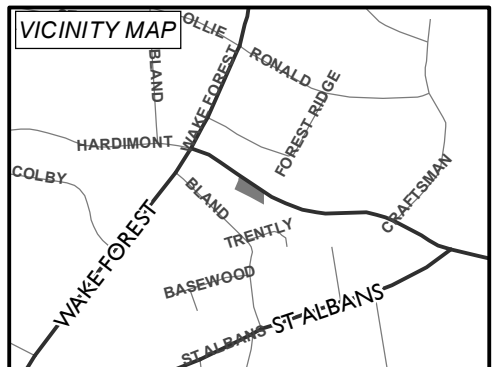 VICINITY MAP
OLLIE
BLAND
WAKE FOREST
RONALD
FOREST RIDGE
HARDIMONT
COLBY
BLAND
CRAFTSMAN
TRENTLY
WAKE FOREST
BASEWOOD
ST ALBANS
ST ALBANS